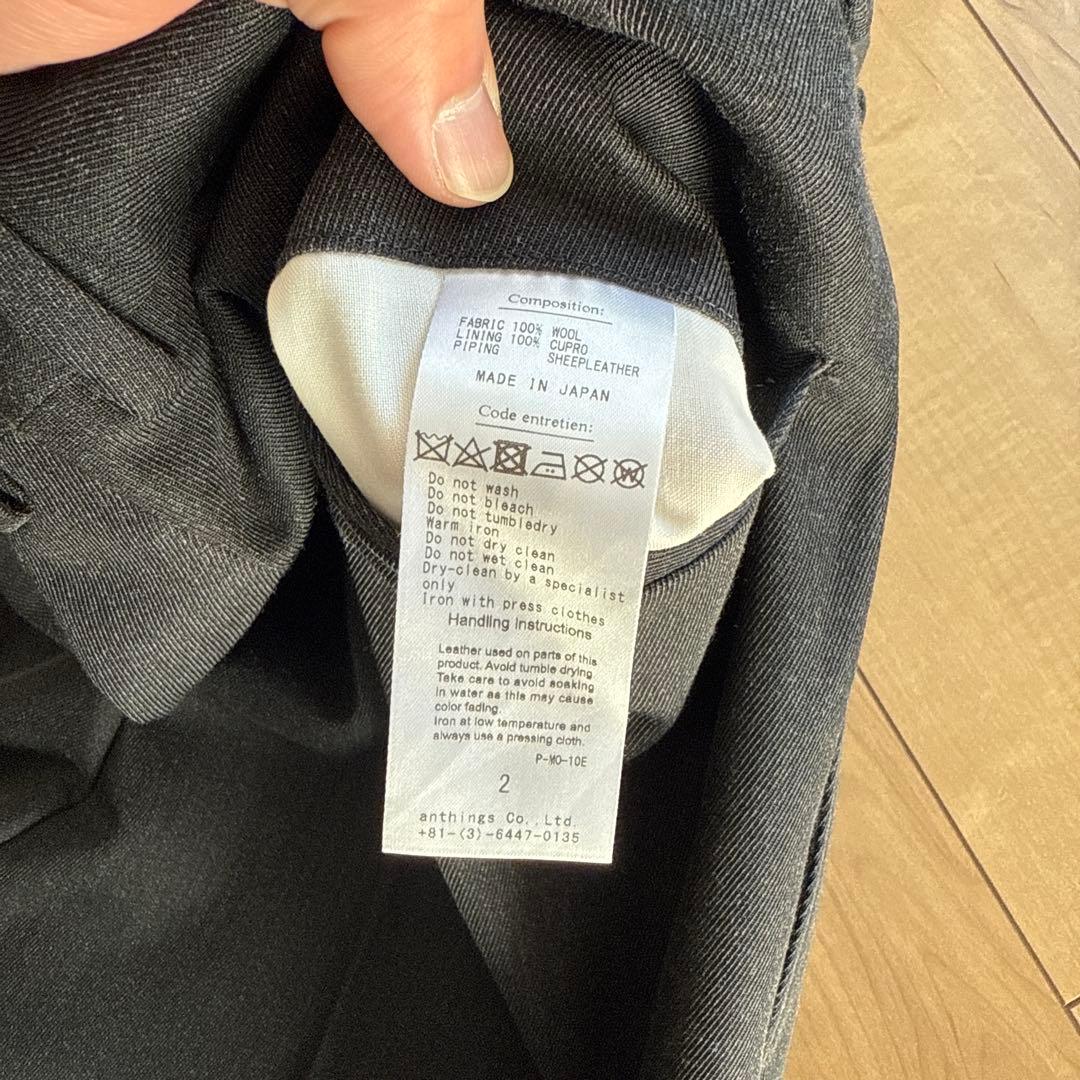 Composition:
FABRIC 100% WOOL
LINING 100% CUPRO
PIPING SHEEPLEATHER
MADE IN JAPAN
Code entretien:
W
Do not wash
Do not bleach
Do not tumbledry
Warm iron
Do not dry clean
Do not wet clean
Dry-clean by a specialist
only
Iron with press clothes
Handling Instructions
Leather used on parts of this
product. Avoid tumble drying
Take care to avoid soaking
in water as this may cause
color fading.
Iron at low temperature and
always use a pressing cloth.
P-MO-10E
2
anthings Co., Ltd.
+81-(3)-6447-0135